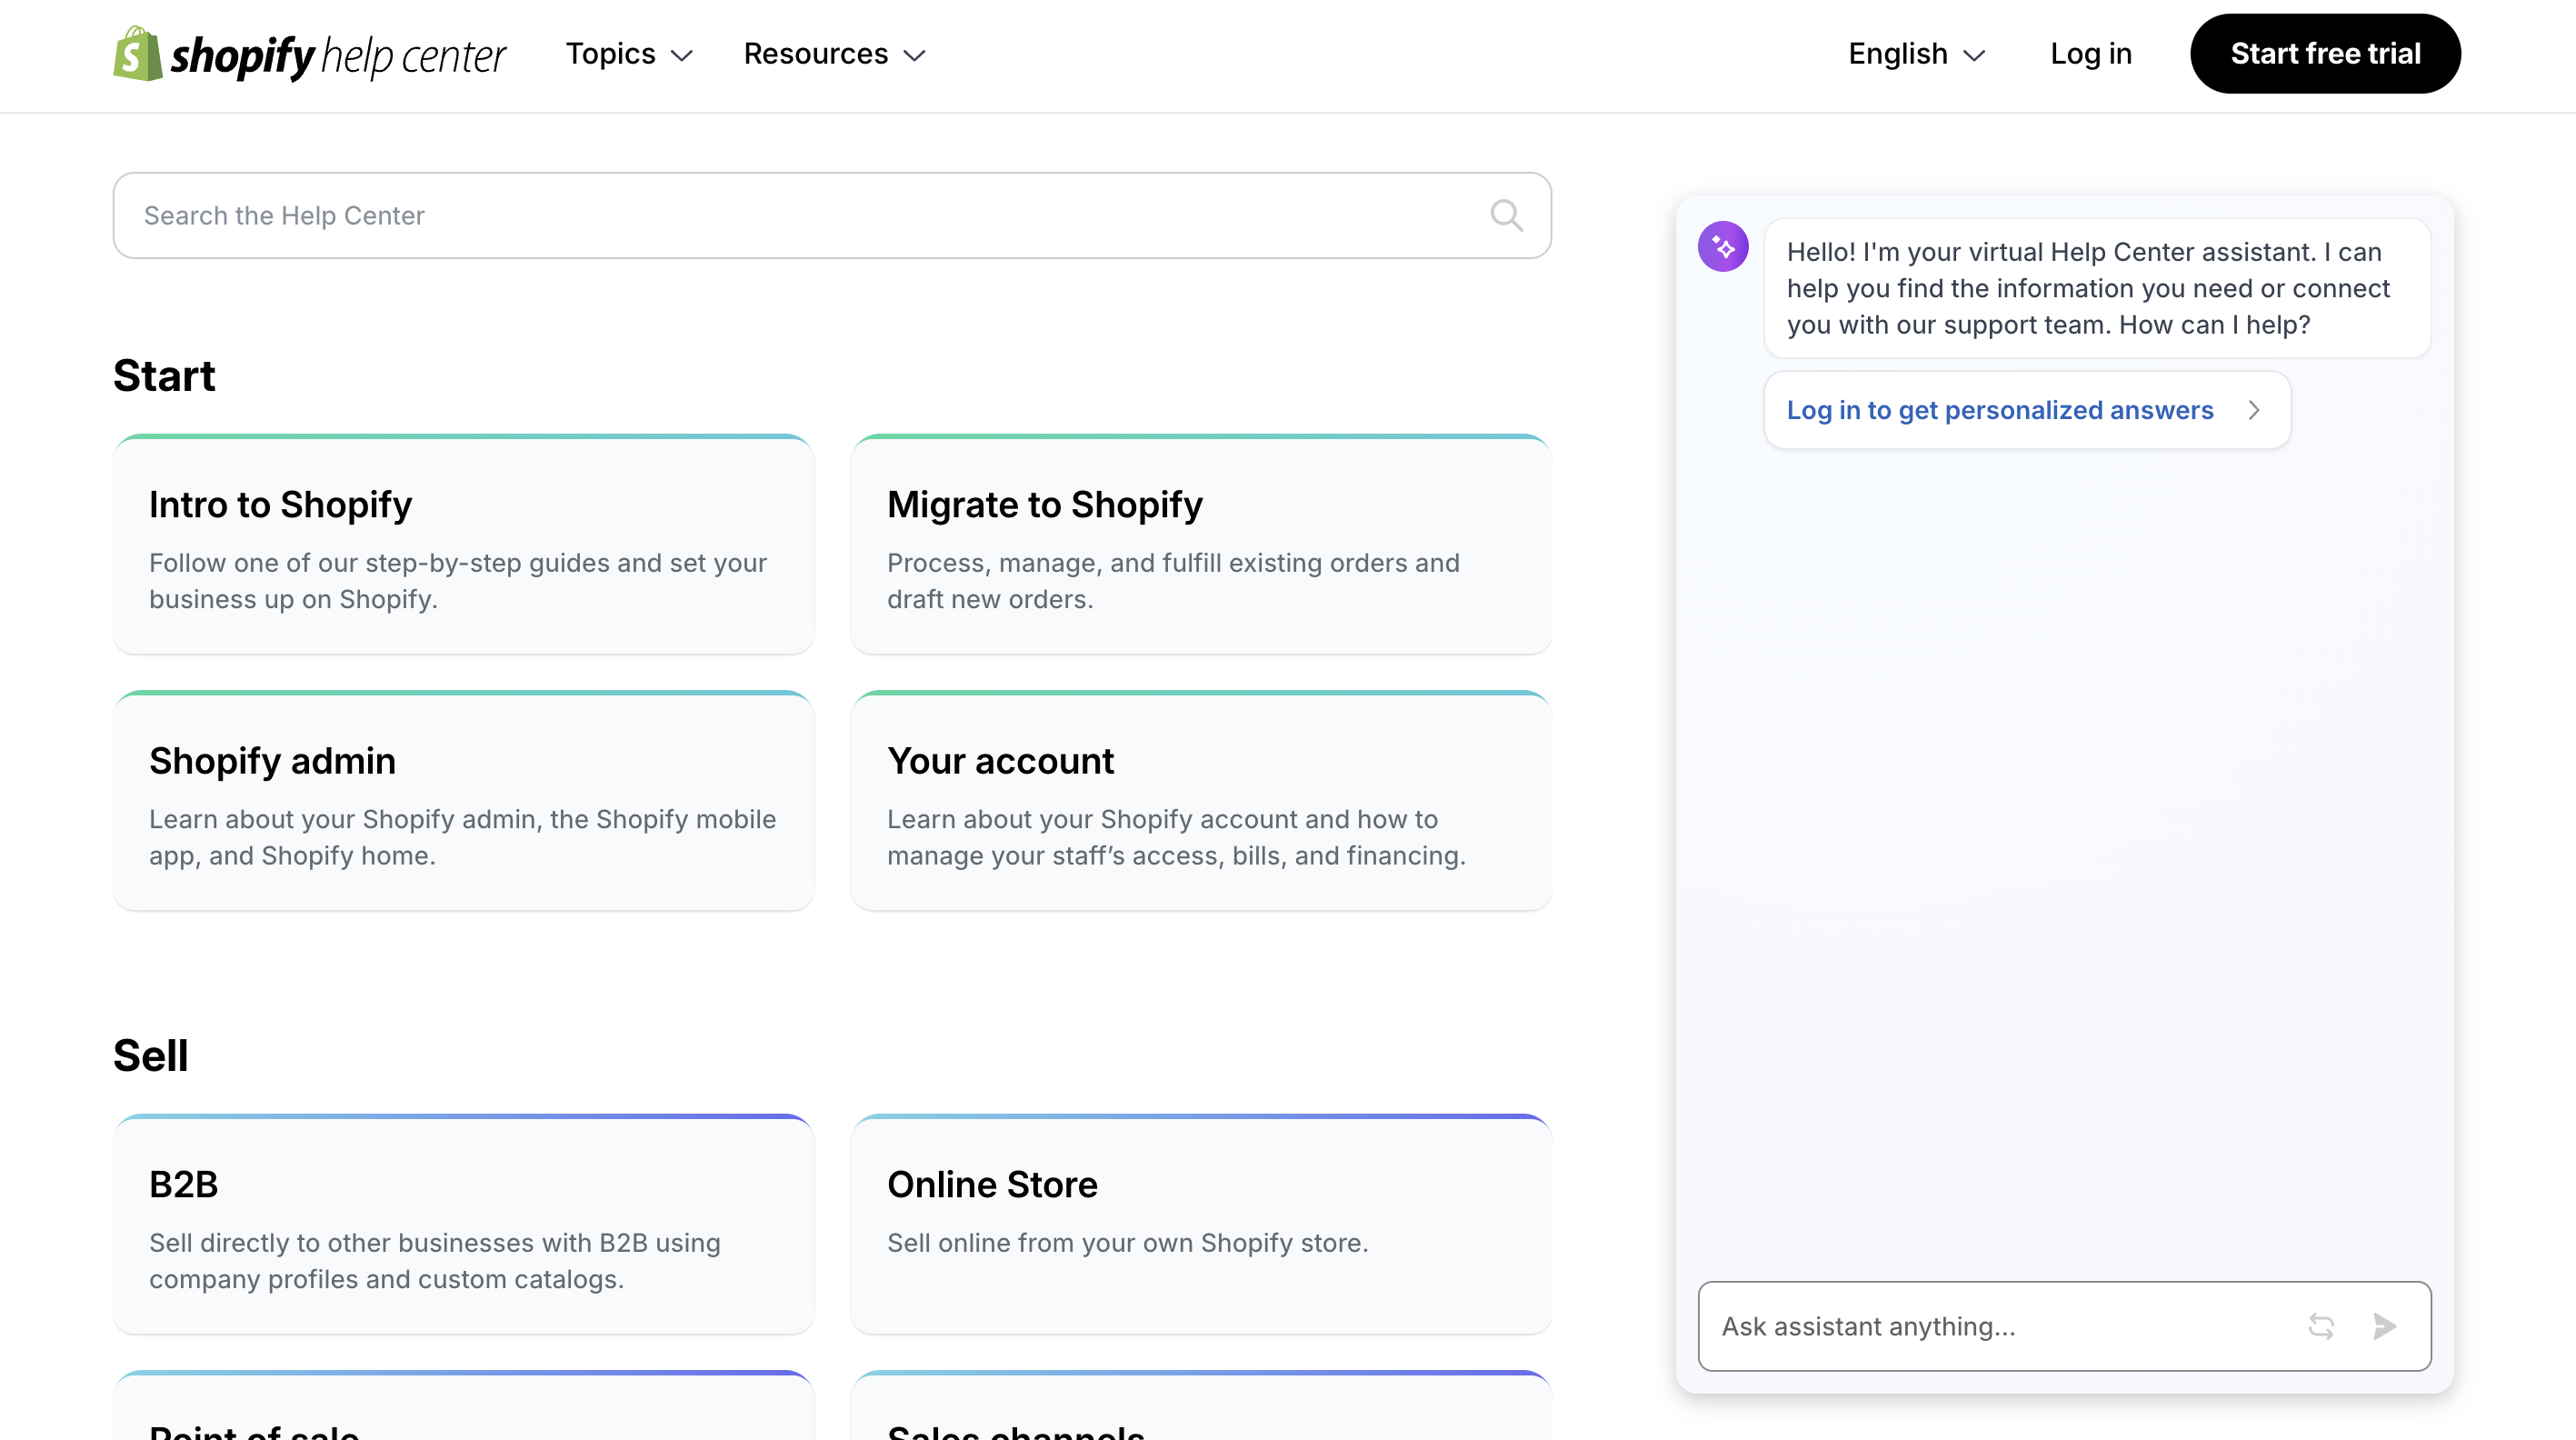 shopify help center
Topics
Resources
English
Log in
Start free trial
Search the Help Center
Start
Intro to Shopify
Follow one of our step-by-step guides and set your
business up on Shopify.
Migrate to Shopify
Process, manage, and fulfill existing orders and
draft new orders.
Shopify admin
Learn about your Shopify admin, the Shopify mobile
app, and Shopify home.
Your account
Learn about your Shopify account and how to
manage your staff’s access, bills, and financing.
Sell
B2B
Sell directly to other businesses with B2B using
company profiles and custom catalogs.
Online Store
Sell online from your own Shopify store.
Point of sale
Sales channels
Hello! I'm your virtual Help Center assistant. I can
help you find the information you need or connect
you with our support team. How can I help?
Log in to get personalized answers
Ask assistant anything...